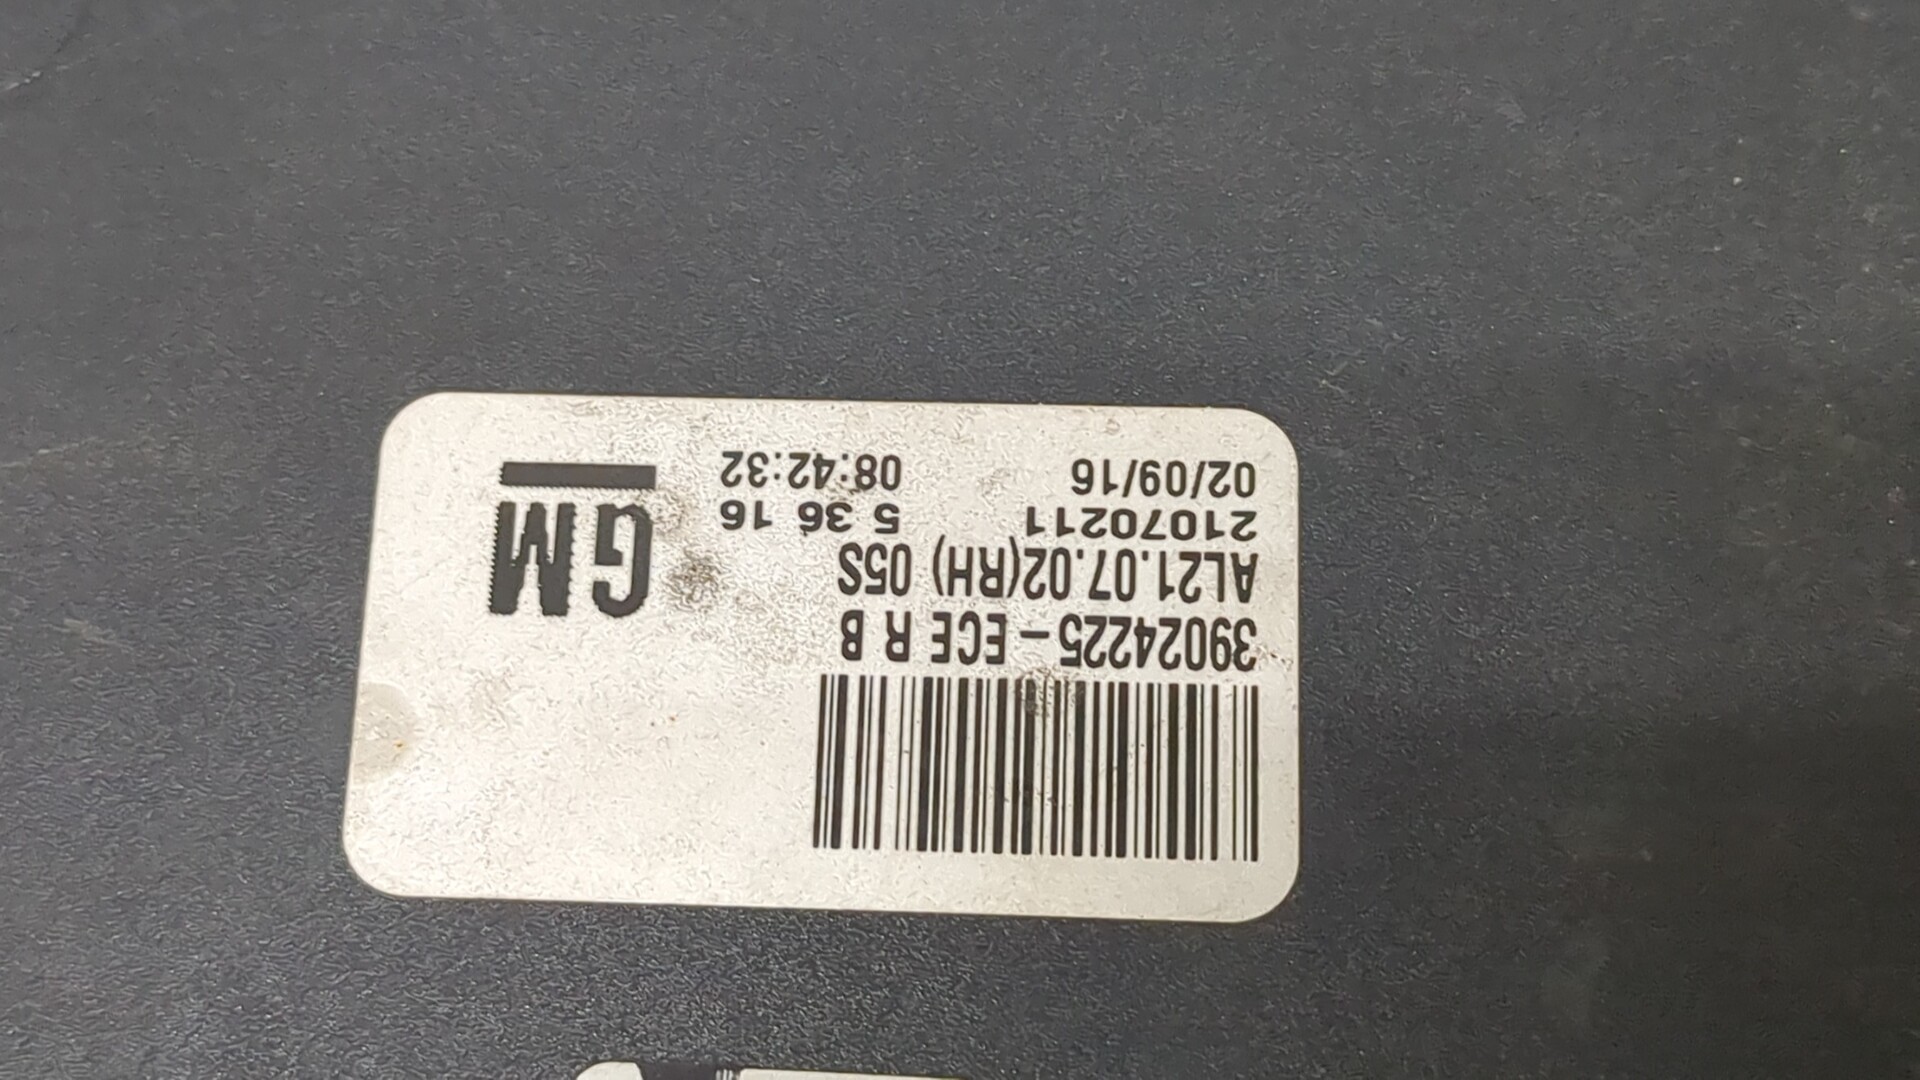 39024225 - ECE R B
AL21.07.02(RH) 05S
21070211 5 36 16
02/09/16 08:42:32
GM